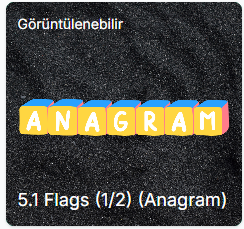 Görüntülenebilir
ANAGRAM
5.1 Flags (1/2) (Anagram)